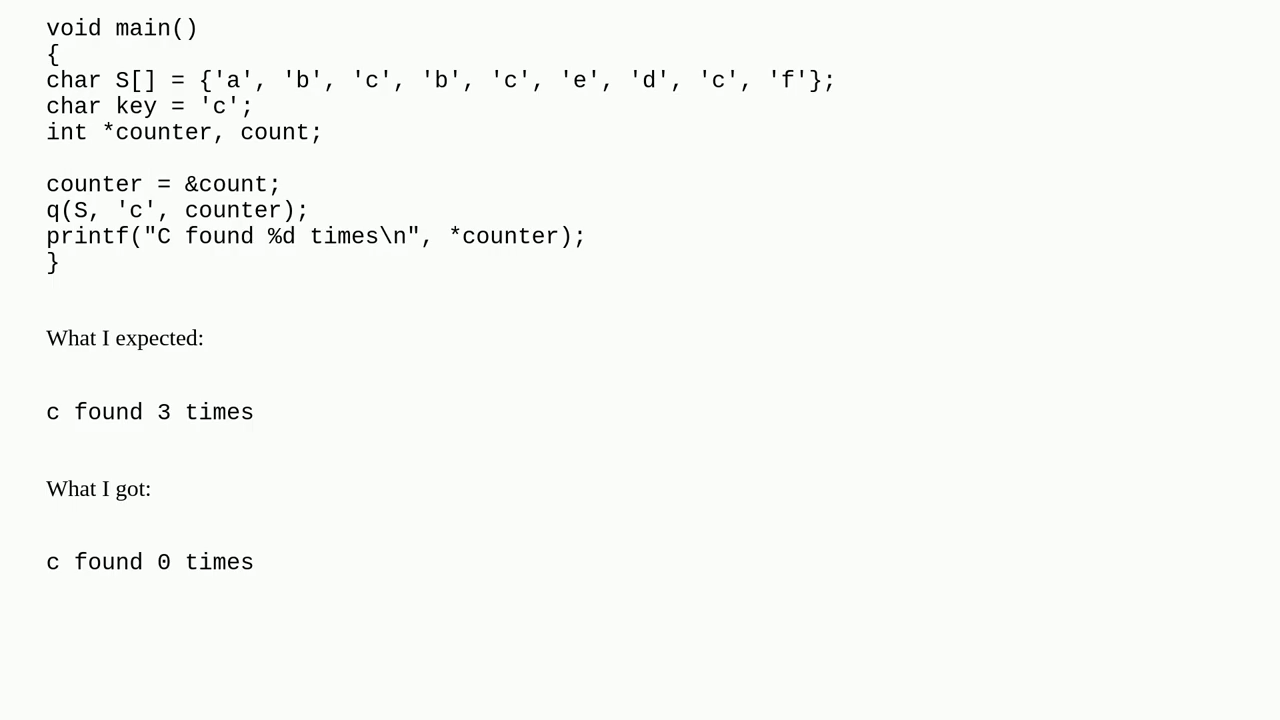 void main()
{
char S[] = {'a', 'b', 'c', 'b', 'c', 'e', 'd', 'c', 'f'};
char key = 'c';
int *counter, count;
counter = &count;
q(S, 'c', counter);
printf("C found %d times\n", *counter);
}
What I expected:
c found 3 times
What I got:
c found 0 times